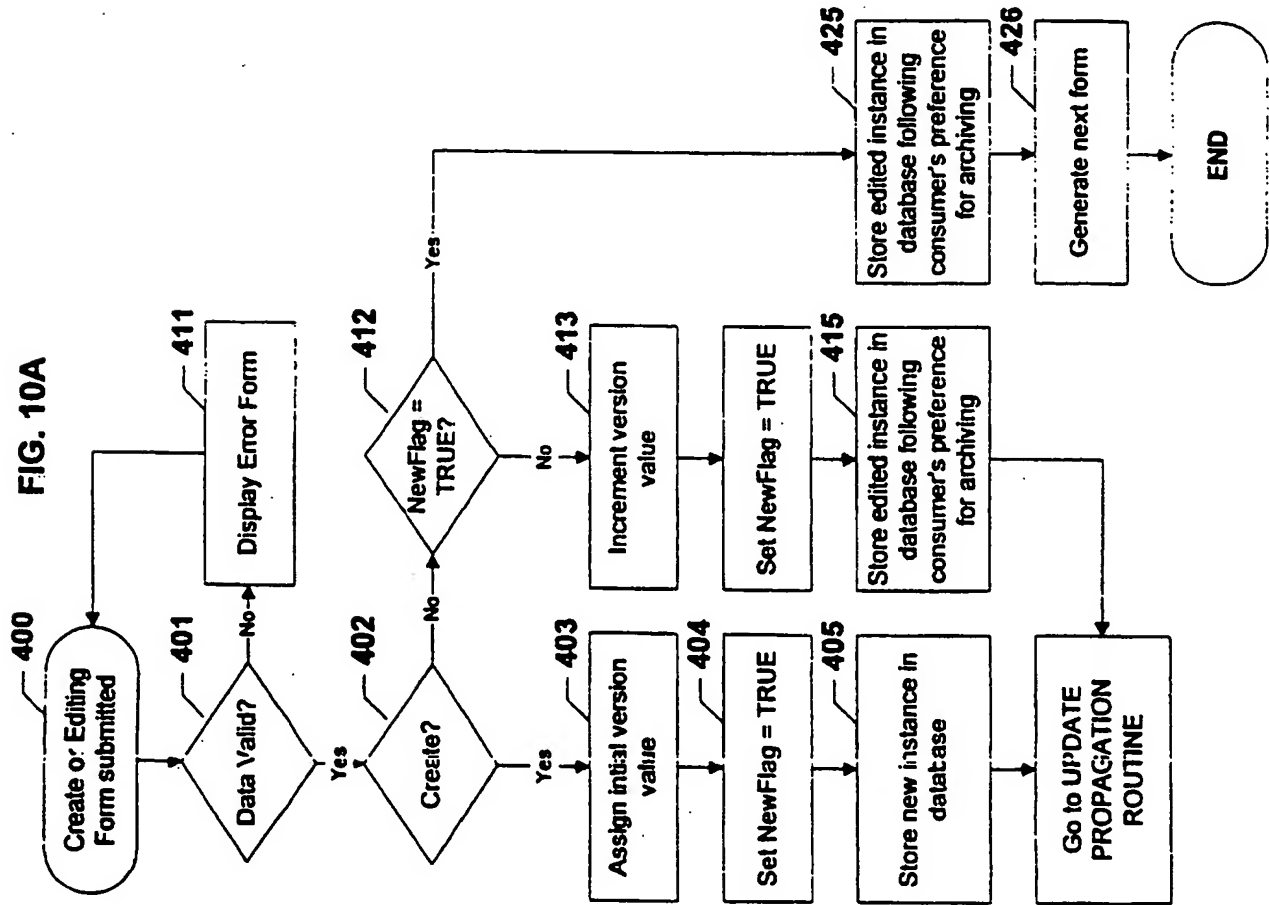 FIG. 10A
400
Create or Editing
Form submitted
401
Data Valid?
No
411
Display Error Form
Yes
402
Create?
No
412
NewFlag =
TRUE?
Yes
Yes
403
Assign initial version
value
404
Set NewFlag = TRUE
405
Store new instance in
database
Go to UPDATE
PROPAGATION
ROUTINE
No
413
Increment version
value
Set NewFlag = TRUE
415
Store edited instance in
database following
consumer's preference
for archiving
425
Store edited instance in
database following
consumer's preference
for archiving
426
Generate next form
END